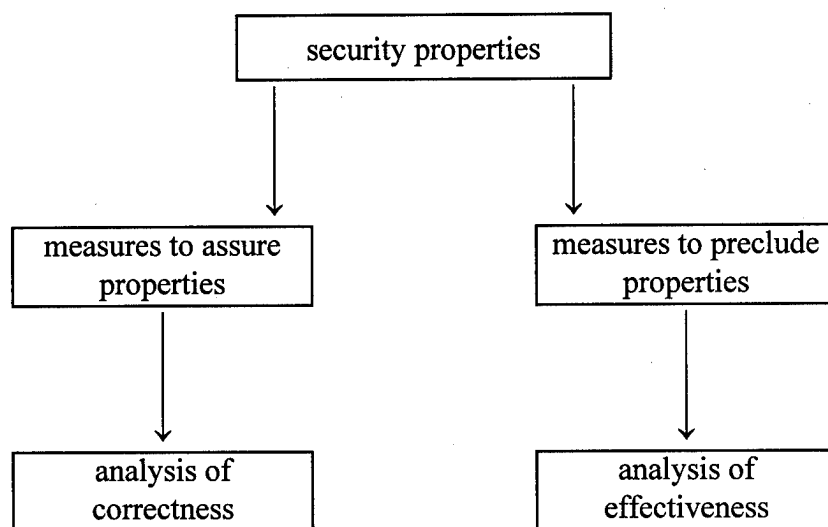 security properties
measures to assure
properties
measures to preclude
properties
analysis of
correctness
analysis of
effectiveness